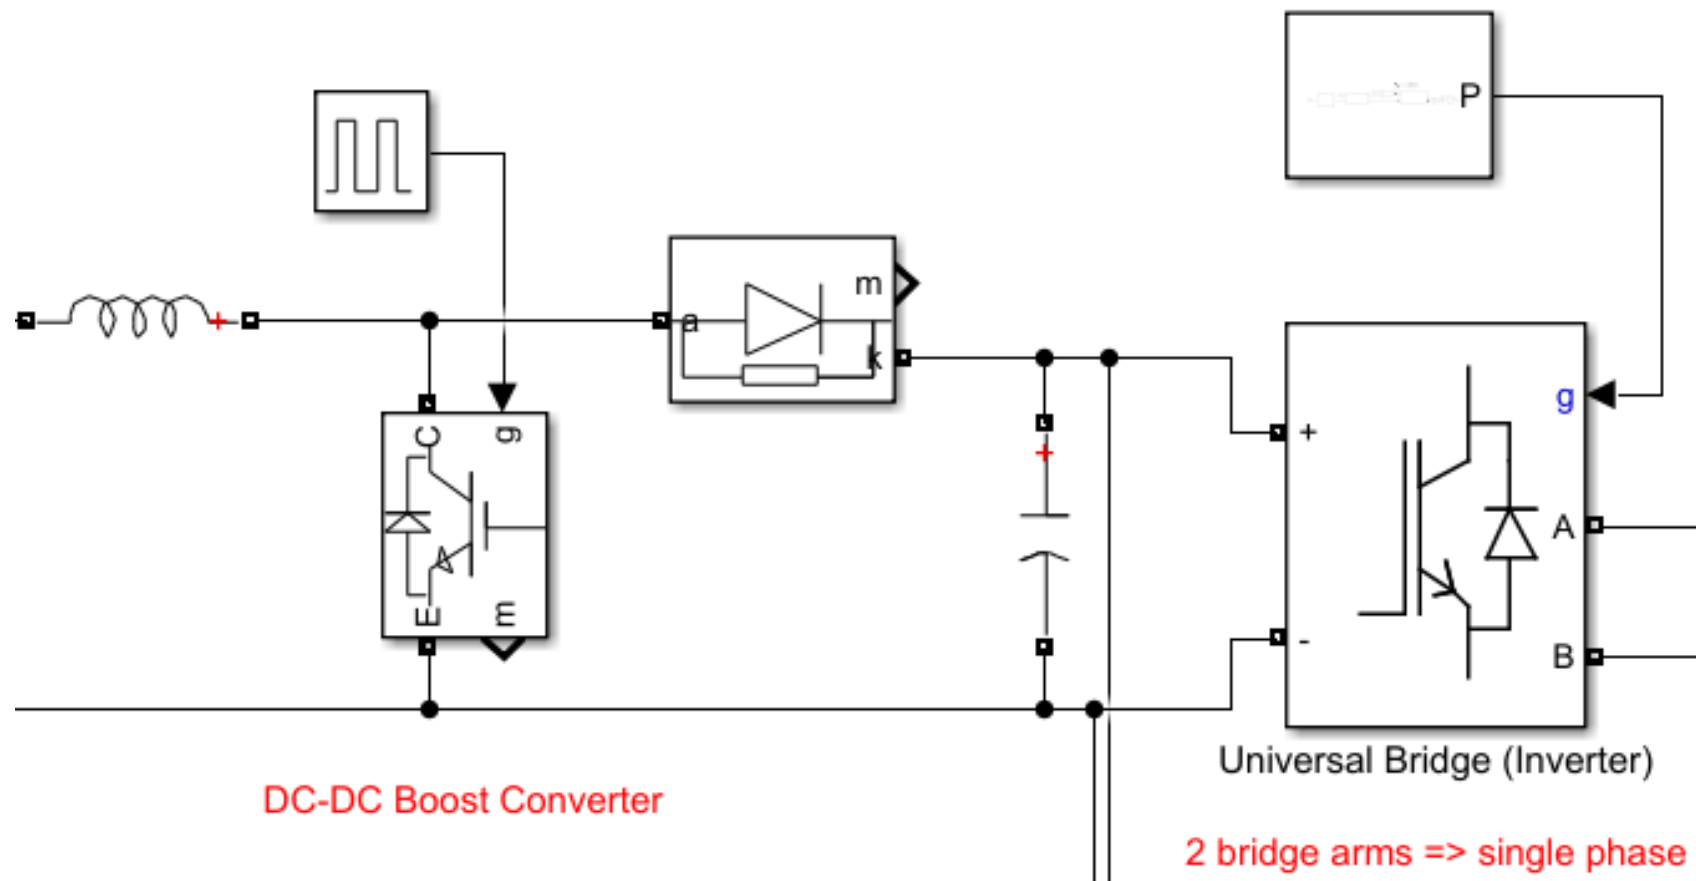 P
m
a
k
C
g
E
m
+
g
+
A
-
B
Universal Bridge (Inverter)
DC-DC Boost Converter
2 bridge arms => single phase